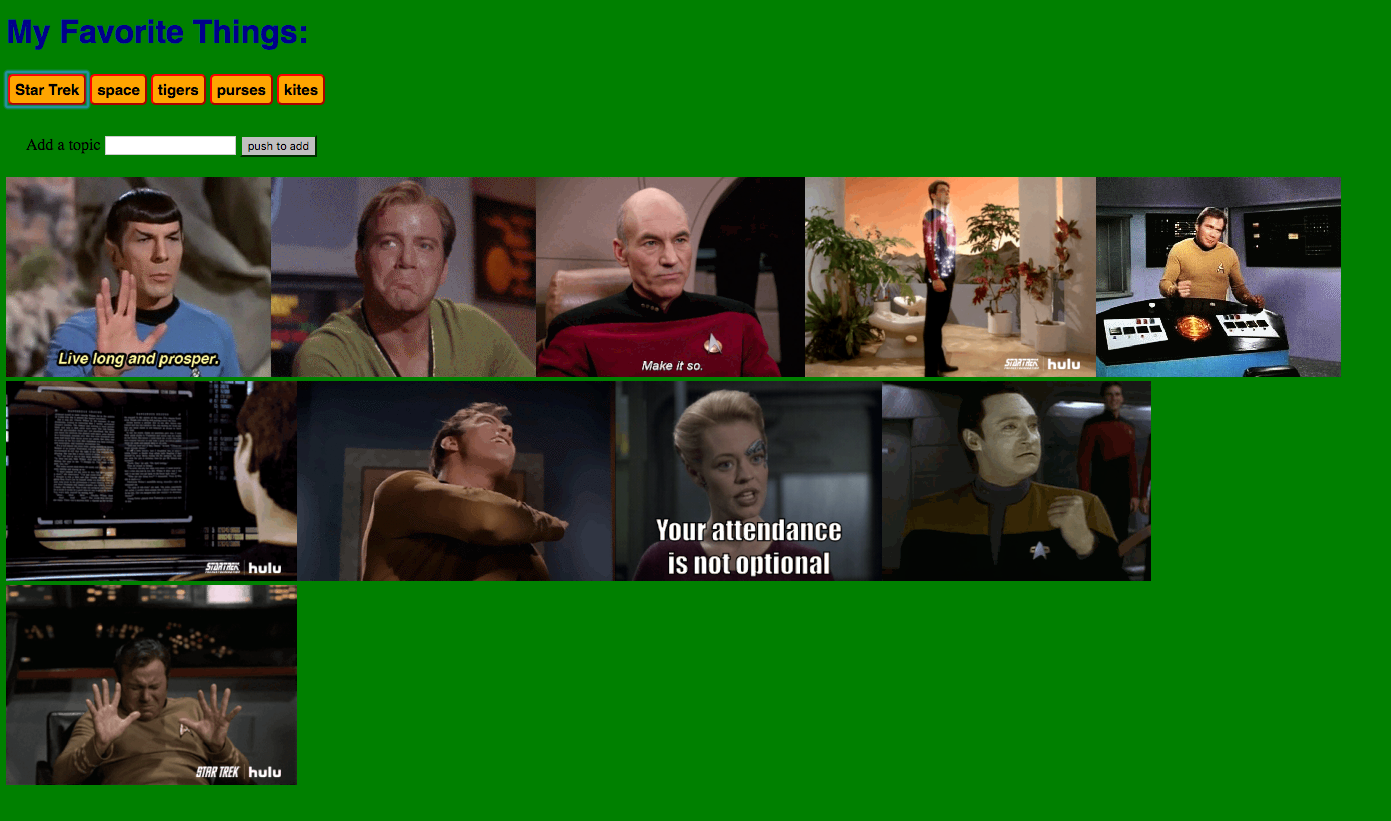 My Favorite Things:
Star Trek space tigers purses kites
Add a topic push to add
Live long and prosper.
Make it so.
STAR TREK hulu
STAR TREK hulu
Your attendance
is not optional
STAR TREK hulu